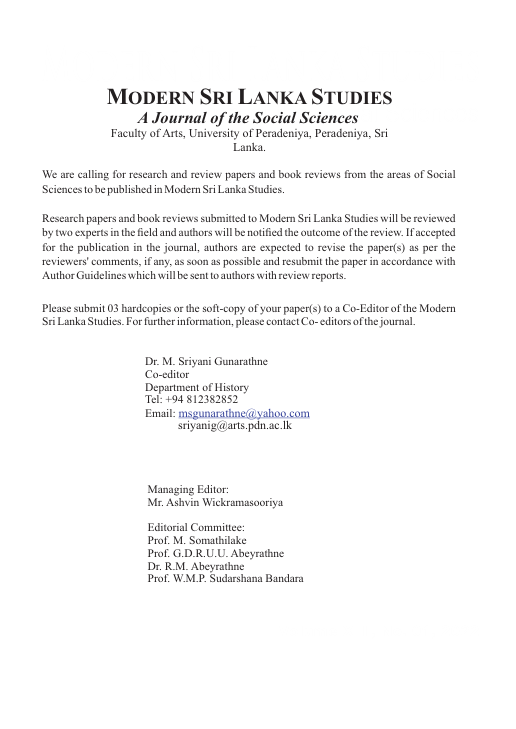 MODERN SRI LANKA STUDIES
A Journal of the Social Sciences
Faculty of Arts, University of Peradeniya, Peradeniya, Sri
Lanka.
We are calling for research and review papers and book reviews from the areas of Social
Sciences to be published in Modern Sri Lanka Studies.
Research papers and book reviews submitted to Modern Sri Lanka Studies will be reviewed
by two experts in the field and authors will be notified the outcome of the review. If accepted
for the publication in the journal, authors are expected to revise the paper(s) as per the
reviewers' comments, if any, as soon as possible and resubmit the paper in accordance with
Author Guidelines which will be sent to authors with review reports.
Please submit 03 hardcopies or the soft-copy of your paper(s) to a Co-Editor of the Modern
Sri Lanka Studies. For further information, please contact Co- editors of the journal.
Dr. M. Sriyani Gunarathne
Co-editor
Department of History
Tel: +94 812382852
Email: msgunarathne@yahoo.com
sriyanig@arts.pdn.ac.lk
Managing Editor:
Mr. Ashvin Wickramasooriya
Editorial Committee:
Prof. M. Somathilake
Prof. G.D.R.U.U. Abeyrathne
Dr. R.M. Abeyrathne
Prof. W.M.P. Sudarshana Bandara